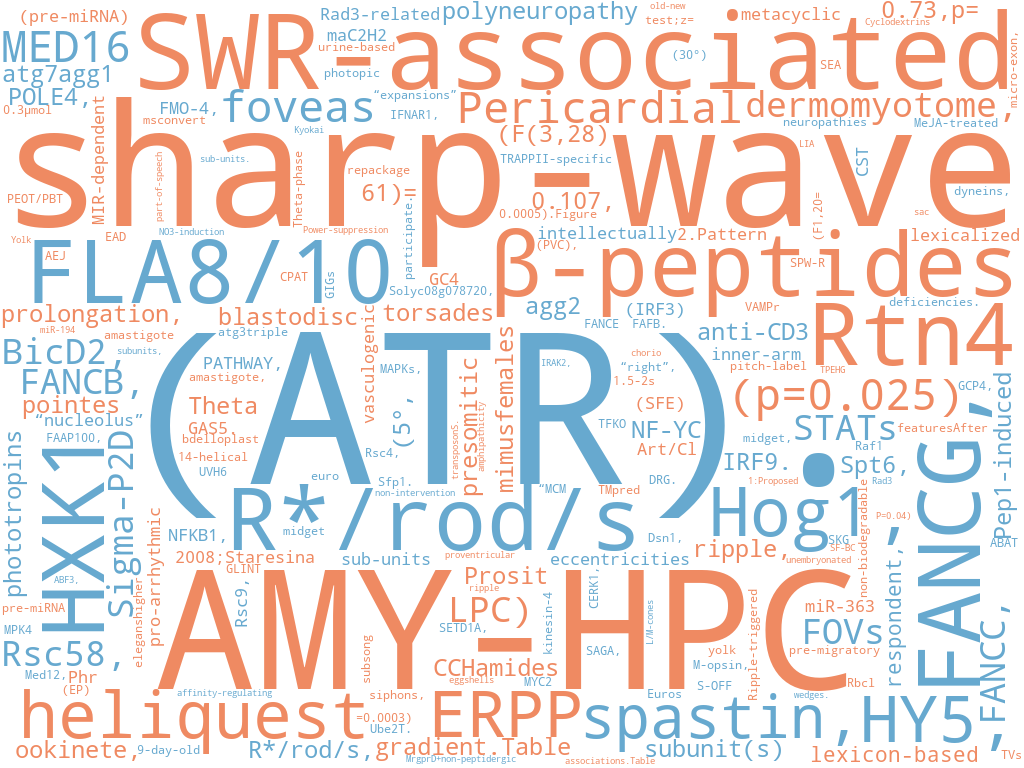 (pre-miRNA)
Rad3-related
polyneuropathy
old-new
test;z=
metacyclic
0.73,p=
Cyclodextrins
MED16
SWR-associated
maC2H2
urine-based
photopic
(30°)
SEA
micro-exon,
atg7agg1
POLE4,
0.3μmol
FMO-4,
msconvert
foveas
“expansions”
IFNAR1,
Pericardial
dermomyotome,
neuropathies
MeJA-treated
Kyokai
(F(3,28)
sharp-wave
MIR-dependent
part-of-speech
sub-units.
Theta-phase
repackage
TRAPPII-specific
LIA
CST
PEOT/PBT
61)=
0.107,
dyneins,
0.0005).Figure
sac
(F1,20=
participate.
Yolk
EAD
NO3-induction
Power-suppression
intellectually
2.Pattern
lexicalized
(PVC),
AEJ
FLA8/10
CPAT
GIGs
GC4
β-peptides
SPW-R
Solyc08g078720,
prolongation,
blastodisc
torsades
agg2
(IRF3)
VAMPr
deficiencies.
miR-194
amastigote
atg3triple
vasculogenic
FANCE
FAFB.
anti-CD3
Rtn4
BicD2,
subunits,
PATHWAY,
amastigote,
MAPKs,
IRAK2,
chorio
“right”,
inner-arm
pitch-label
TPEHG
FANCB,
(ATR).
1.5-2s
(p=0.025)
GCP4,
pointes
Theta
(5°,
presomitic
mimusfemales
(SFE)
“nucleolus”
GAS5.
TFKO
NF-YC
midget,
STATs
featuresAfter
FAAP100,
bdelloplast
transposonS.
amphipathicity
Art/Cl
Raf1
14-helical
Rsc4,
IRF9.
Spt6,
Pep1-induced
UVH6
euro
Sfp1.
DRG.
1:Proposed
Rad3
phototropins
HXK1
Sigma-P2D
non-intervention
“MCM
TMpred
non-biodegradable
FANCG,
P=0.04)
pro-arrhythmic
NFKB1,
R*/rod/s
midget
Dsn1,
Hog1,
SKG
ABAT
2008;Staresina
sub-units
proventricular
eccentricities
ripple,
SF-BC
unembryonated
ABF3,
GLINT
Prosit
ripple
pre-miRNA
eleganshigher
Rsc9,
AMY-HPC
LPC)
CERK1,
miR-363
MPK4
SETD1A,
kinesin-4
L/M-cones
Ripple-triggered
FOVs
respondent,
FANCC,
Rsc58,
subsong
SAGA,
yolk
pre-migratory
Med12,
Phr
CCHamides
M-opsin,
(EP)
eggshells
MYC2
S-OFF
Rbcl
affinity-regulating
siphons,
Euros
wedges.
heliquest
=0.0003)
Ube2T.
ERPP
spastin,
HY5,
ookinete,
9-day-old
R*/rod/s,
gradient.Table
MrgprD+non-peptidergic
associations.Table
subunit(s)
lexicon-based
TVs